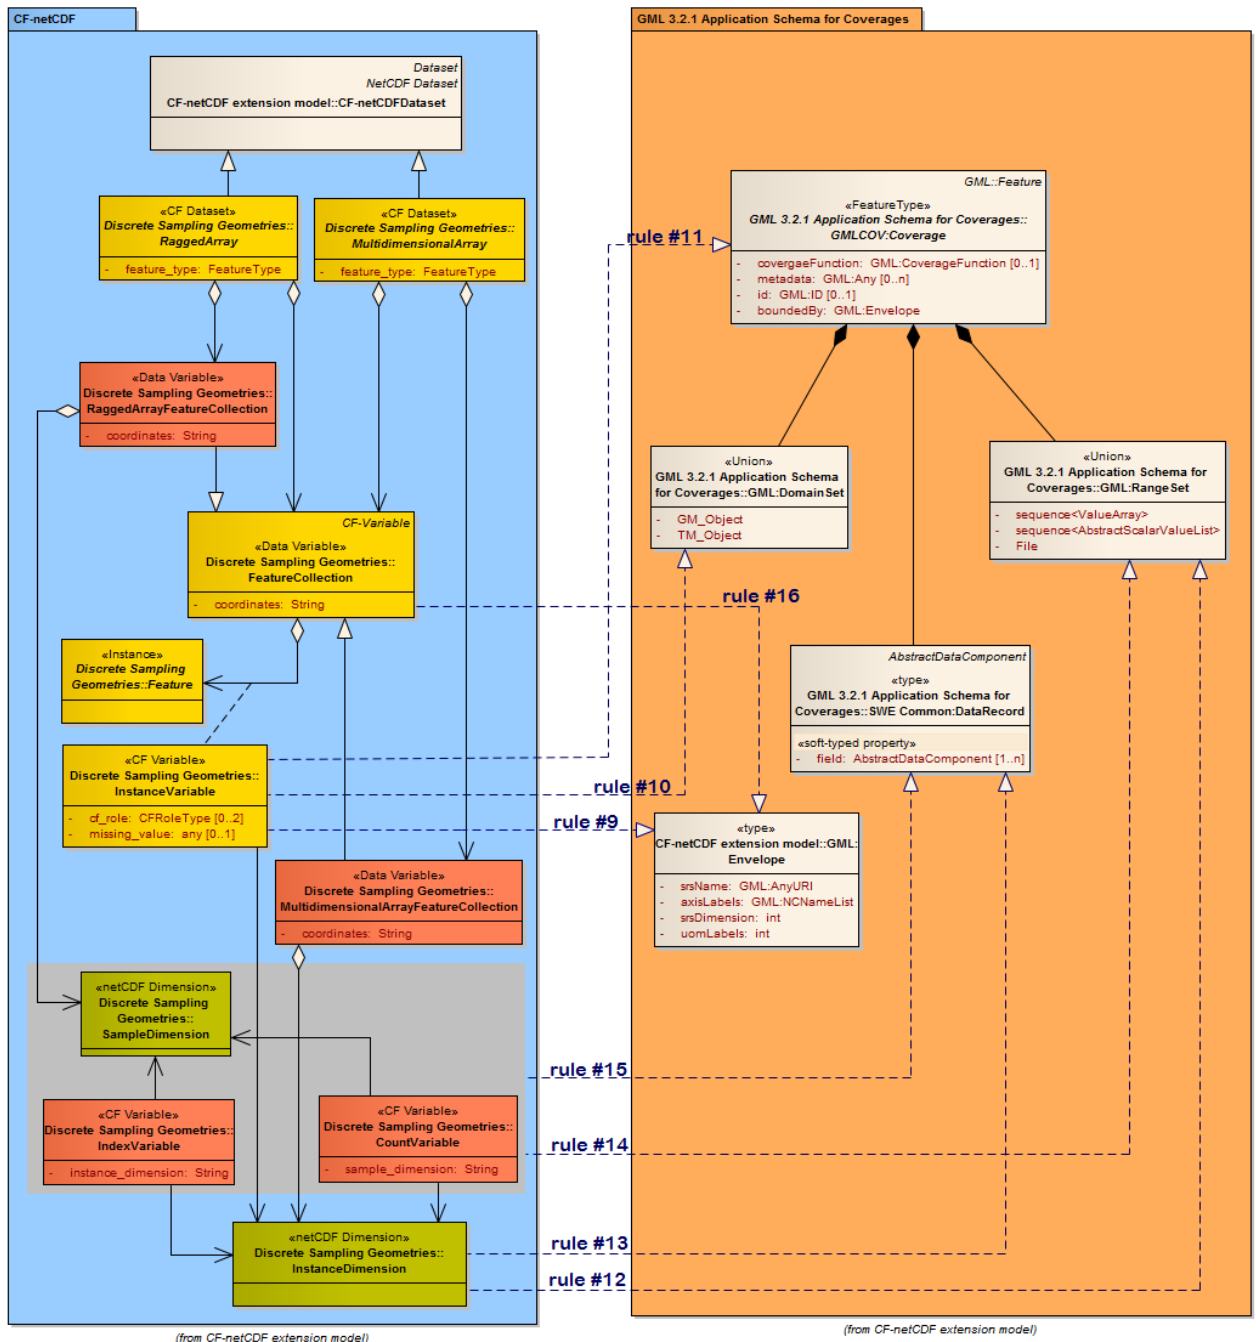 CF-netCDF
Dataset
NetCDF Dataset
CF-netCDF extension model::CF-netCDFDataset
«CF Dataset»
Discrete Sampling Geometries::
RaggedArray
- feature_type: FeatureType
«CF Dataset»
Discrete Sampling Geometries::
MultidimensionalArray
- feature_type: FeatureType
«Data Variable»
Discrete Sampling Geometries::
RaggedArrayFeatureCollection
- coordinates: String
CF-Variable
«Data Variable»
Discrete Sampling Geometries::
FeatureCollection
- coordinates: String
«Instance»
Discrete Sampling
Geometries::Feature
«CF Variable»
Discrete Sampling Geometries::
InstanceVariable
- cf_role: CFRoleType [0..2]
- missing_value: any [0..1]
«Data Variable»
Discrete Sampling Geometries::
MultidimensionalArrayFeatureCollection
- coordinates: String
«netCDF Dimension»
Discrete Sampling
Geometries::
SampleDimension
«CF Variable»
Discrete Sampling Geometries::
IndexVariable
- instance_dimension: String
«CF Variable»
Discrete Sampling Geometries::
CountVariable
- sample_dimension: String
«netCDF Dimension»
Discrete Sampling Geometries::
InstanceDimension
(from CF-netCDF extension model)
rule #11
rule #16
rule #10
rule #9
rule #15
rule #14
rule #13
rule #12
GML 3.2.1 Application Schema for Coverages
GML::Feature
«FeatureType»
GML 3.2.1 Application Schema for Coverages::
GMLCOV:Coverage
- covergaeFunction: GML:CoverageFunction [0..1]
- metadata: GML:Any [0..n]
- id: GML:ID [0..1]
- boundedBy: GML:Envelope
«Union»
GML 3.2.1 Application Schema
for Coverages::GML:DomainSet
- GM_Object
- TM_Object
«Union»
GML 3.2.1 Application Schema for
Coverages::GML:RangeSet
- sequence<ValueArray>
- sequence<AbstractScalarValueList>
- File
AbstractDataComponent
«type»
GML 3.2.1 Application Schema for
Coverages::SWE Common:DataRecord
«soft-typed property»
- field: AbstractDataComponent [1..n]
«type»
CF-netCDF extension model::GML:
Envelope
- srsName: GML:AnyURI
- axisLabels: GML:NCNameList
- srsDimension: int
- uomLabels: int
(from CF-netCDF extension model)